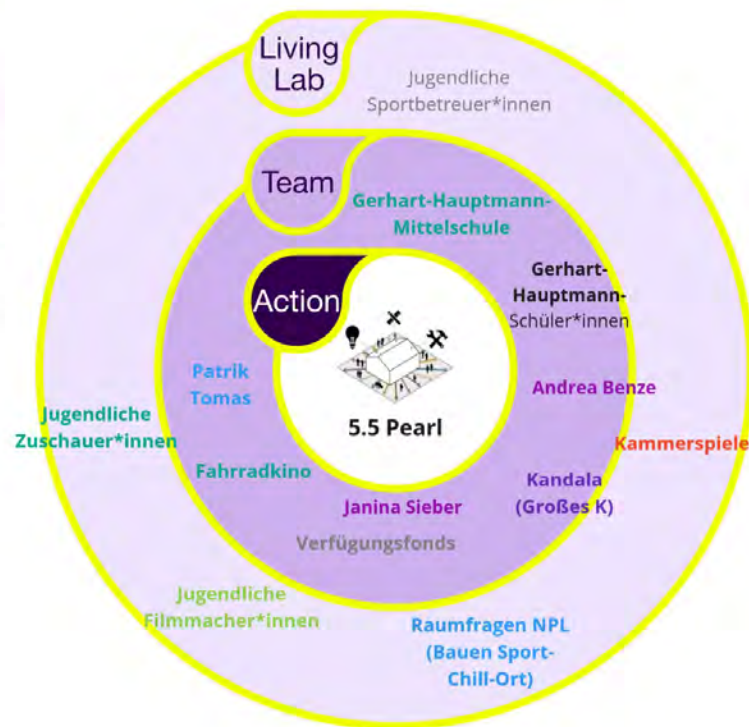 Living
Lab
Jugendliche
Sportbetreuer*innen
Team
Gerhart-Hauptmann-
Mittelschule
Action
Gerhart-
Hauptmann-
Schüler*innen
Patrik
Tomas
5.5 Pearl
Andrea Benze
Jugendliche
Zuschauer*innen
Kammerspiele
Fahrradkino
Kandala
(Großes K)
Janina Sieber
Verfügungsfonds
Jugendliche
Filmmacher*innen
Raumfragen NPL
(Bauen Sport-
Chill-Ort)